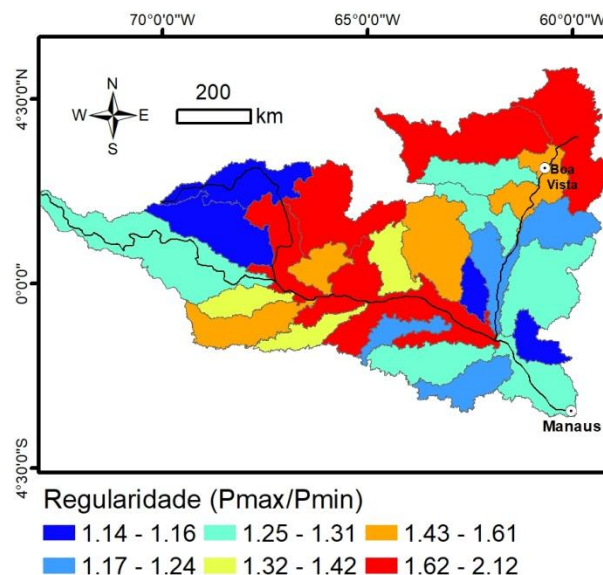 70°0'0"W 65°0'0"W 60°0'0"W
4°30'0"N
0°0'0"
4°30'0"S
N
W E
S
200
km
Boa
Vista
Manaus
Regularidade (Pmax/Pmin)
1.14 - 1.16 1.25 - 1.31 1.43 - 1.61
1.17 - 1.24 1.32 - 1.42 1.62 - 2.12